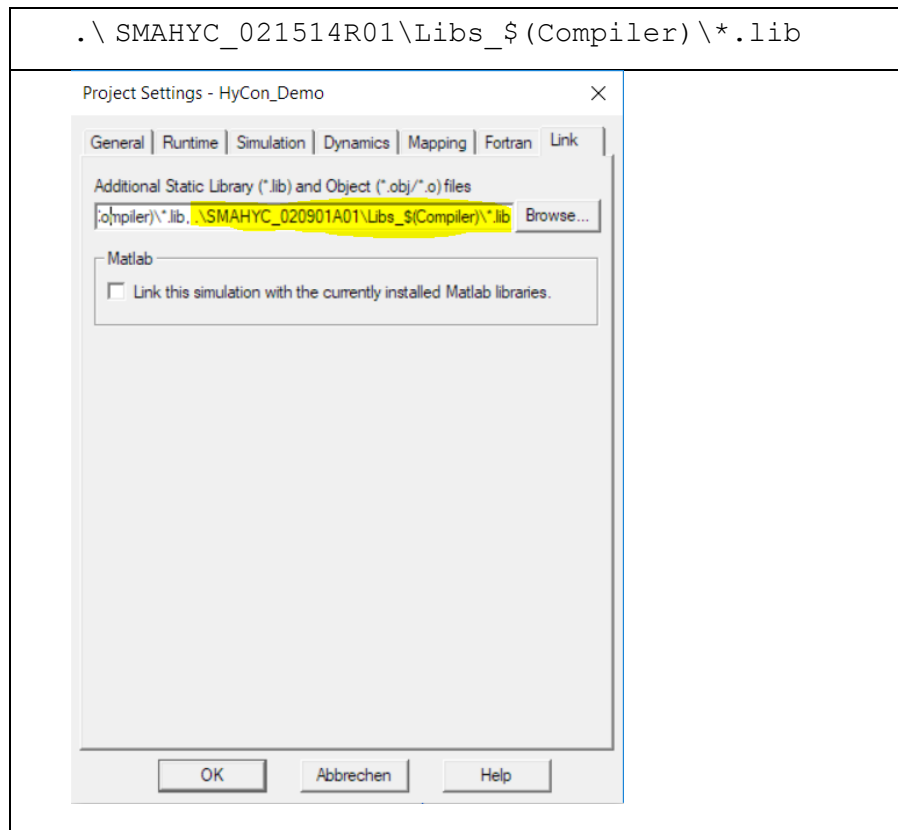 .\ SMAHYC_021514R01\Libs_$(Compiler)\*.lib
Project Settings - HyCon_Demo
General Runtime Simulation Dynamics Mapping Fortran Link
Additional Static Library (*.lib) and Object (*.obj/*.o) files
ompiler)\*.lib, .\SMAHYC_020901A01\Libs_$(Compiler)\*.lib Browse...
Matlab
Link this simulation with the currently installed Matlab libraries.
OK Abbrechen Help